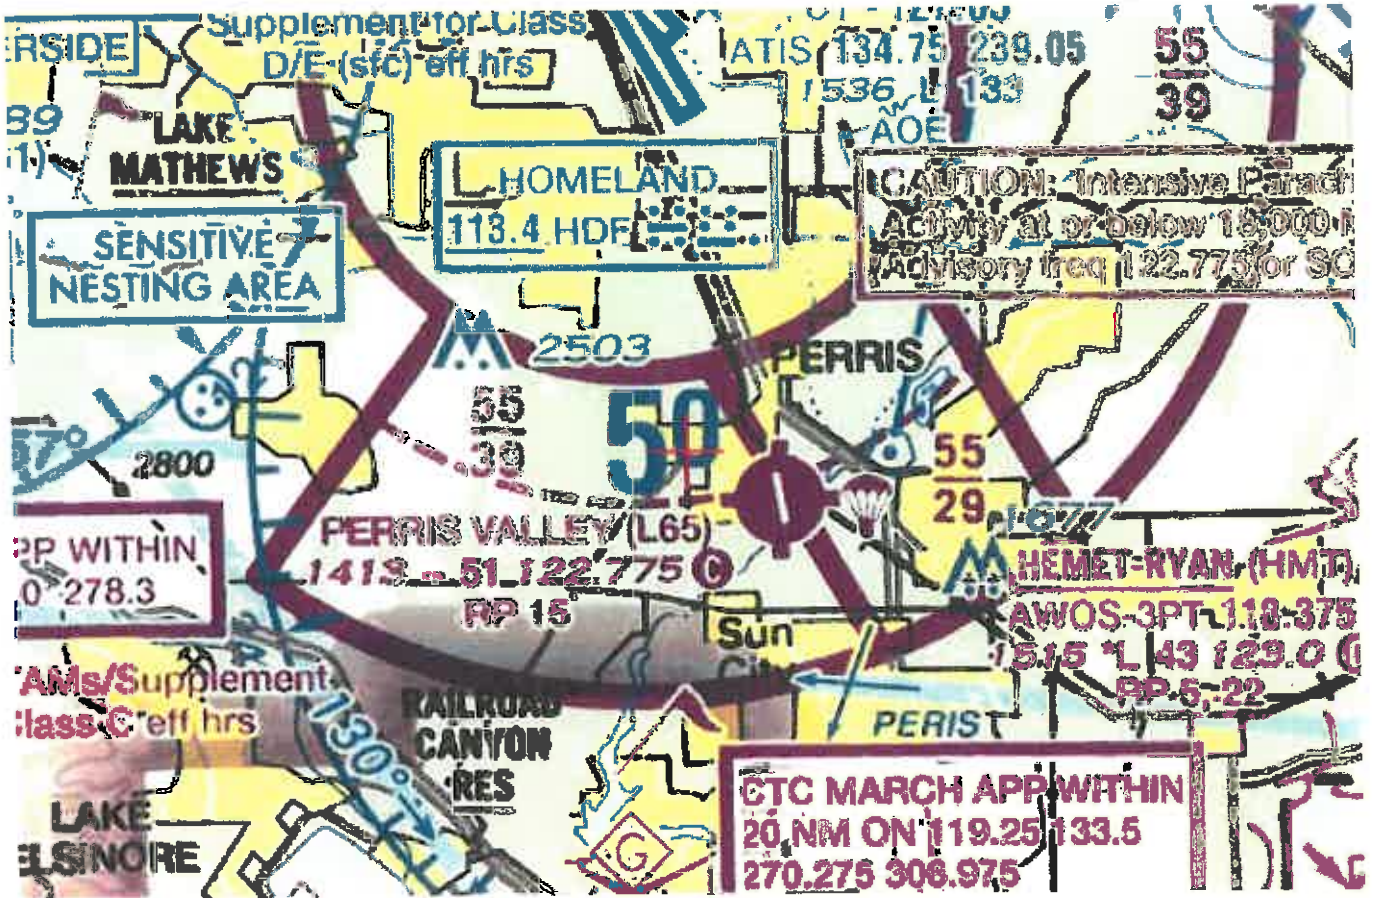 ERSIDE
Supplement for Class
D/E (sfc) eff hrs
ATIS 134.75 239.05
1536 L 133
AOE
55
39
LAKE
MATHEWS
HOMELAND
113.4 HDF
CAUTION: Intensive Parach
Activity at or below
Advisory freq 122.775 or SO
SENSITIVE
NESTING AREA
2503
PERRIS
55
39
50
2800
55
29
PP WITHIN
0 278.3
PERRIS VALLEY (L65)
1413 - 51 122.775 C
RP 15
HEMET-RYAN (HMT)
AWOS-3PT 118.375
1515 *L 43 123.0
RP 5, 22
Sun
City
TAMs/Supplement
Class C eff hrs
130°
RAILROAD
CANYON
RES
PERIS
LAKE
ELSINORE
G
CTC MARCH APP WITHIN
20 NM ON 119.25 133.5
270.275 306.975